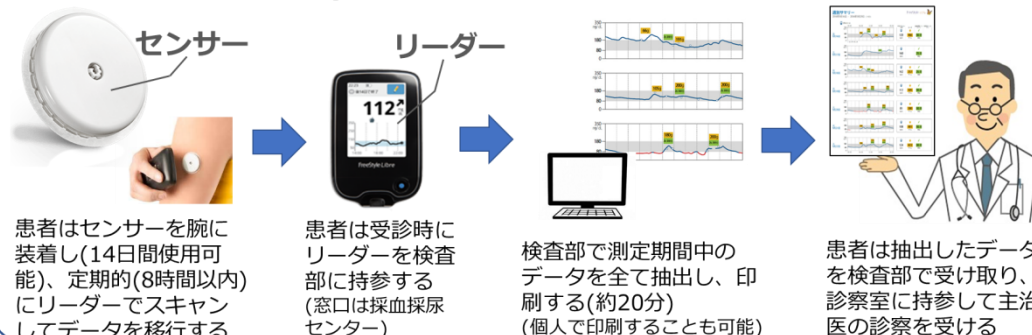 センサー
リーダー
112
FreeStyle Libre
患者はセンサーを腕に
装着し(14日間使用可
能)、定期的(8時間以内)
にリーダーでスキャン
してデータを移行する
患者は受診時に
リーダーを検査
部に持参する
(窓口は採血採尿
センター)
検査部で測定期間中の
データを全て抽出し、印
刷する(約20分)
(個人で印刷することも可能)
患者は抽出したデータ
を検査部で受け取り、
診察室に持参して主治
医の診察を受ける